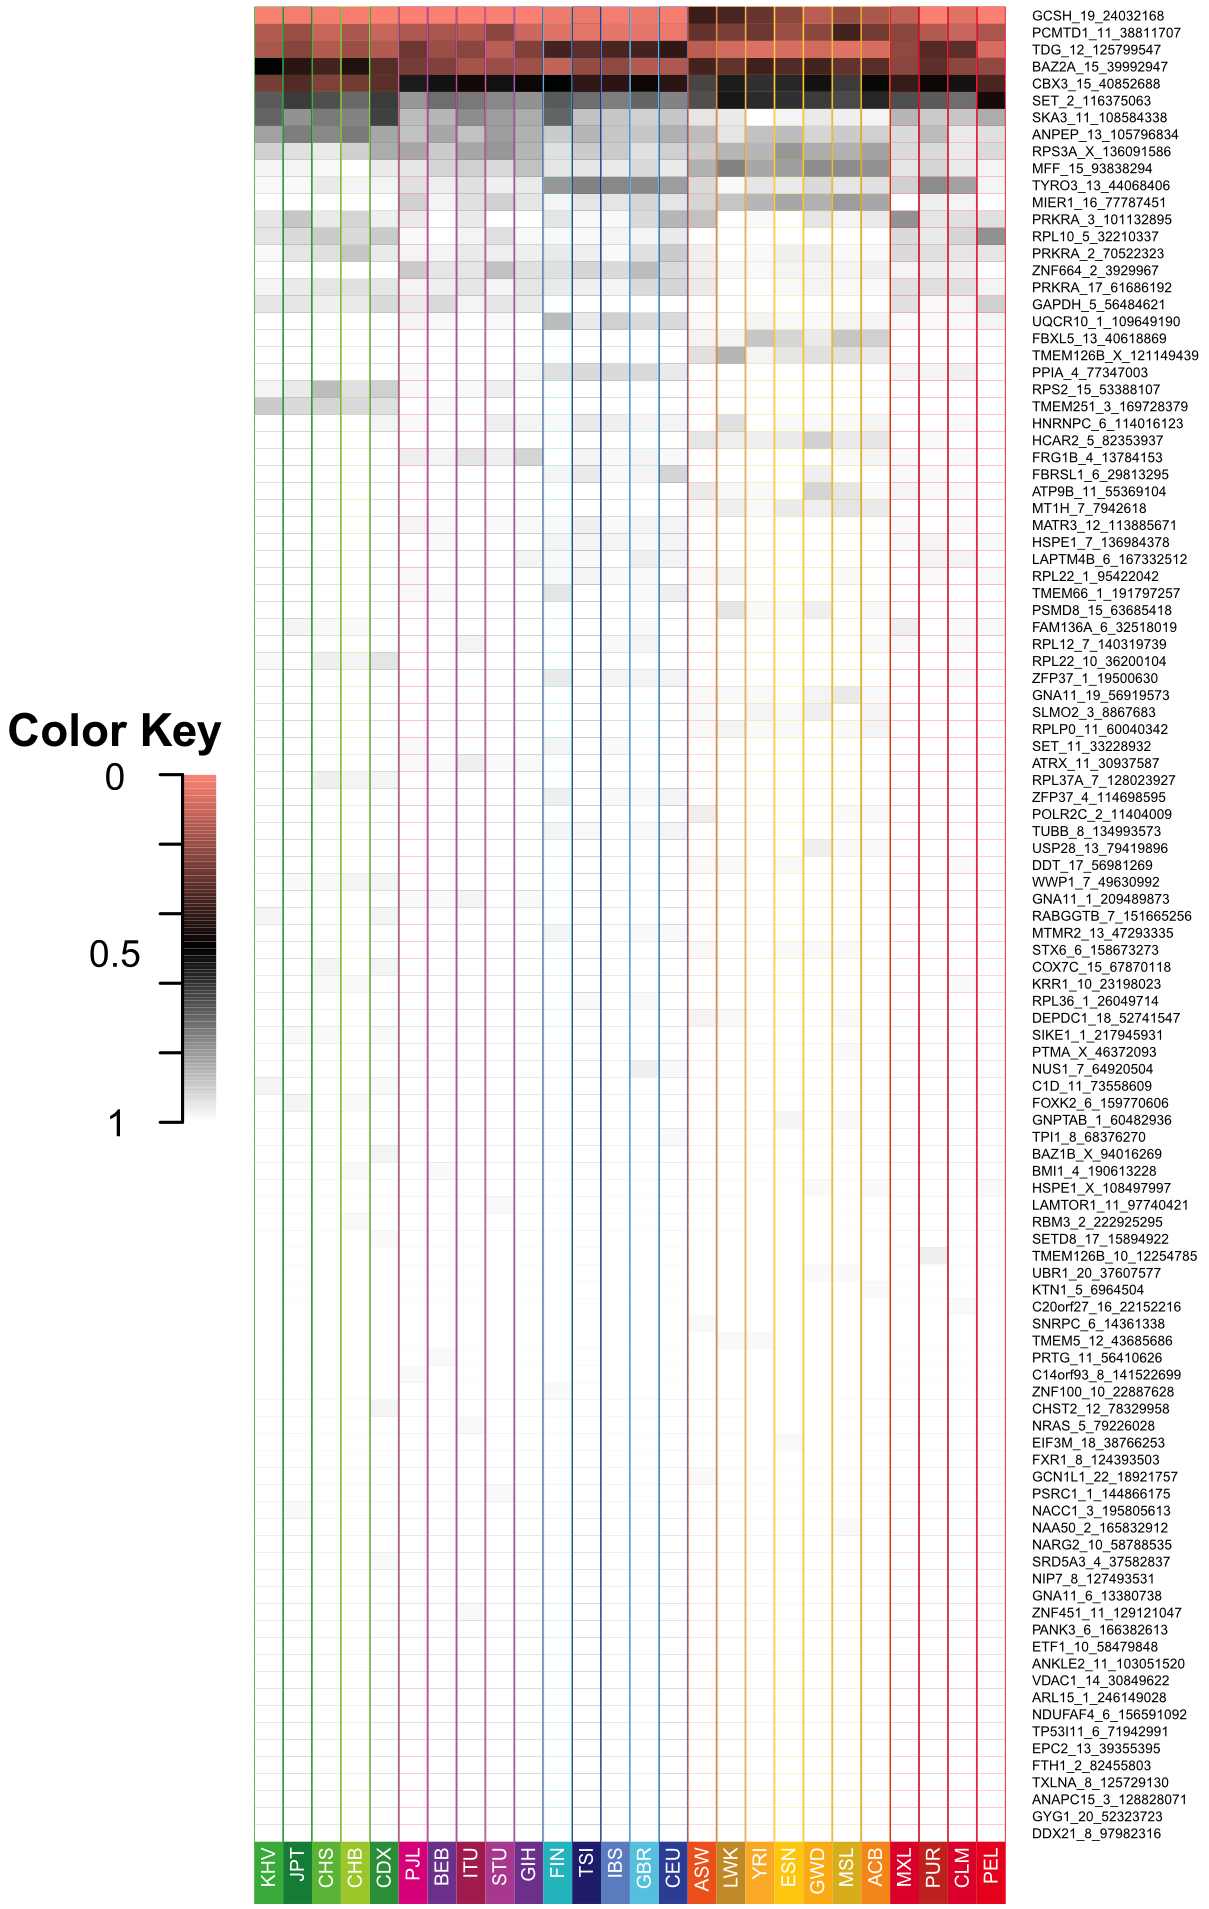 GCSH_19_24032168
PCMTD1_11_38811707
TDG_12_125799547
BAZ2A_15_39992947
CBX3_15_40852688
SET_2_116375063
SKA3_11_108584338
ANPEP_13_105796834
RPS3A_X_136091586
MFF_15_93838294
TYRO3_13_44068406
MIER1_16_77787451
PRKRA_3_101132895
RPL10_5_32210337
PRKRA_2_70522323
ZNF664_2_3929967
PRKRA_17_61686192
GAPDH_5_56484621
UQCR10_1_109649190
FBXL5_13_40618869
TMEM126B_X_121149439
PPIA_4_77347003
RPS2_15_53388107
TMEM251_3_169728379
HNRNPC_6_114016123
HCAR2_5_82353937
FRG1B_4_13784153
FBRSL1_6_29813295
ATP9B_11_55369104
MT1H_7_7942618
MATR3_12_113885671
HSPE1_7_136984378
LAPTM4B_6_167332512
RPL22_1_95422042
TMEM66_1_191797257
PSMD8_15_63685418
FAM136A_6_32518019
RPL12_7_140319739
RPL22_10_36200104
ZFP37_1_19500630
GNA11_19_56919573
SLMO2_3_8867683
RPLP0_11_60040342
SET_11_33228932
ATRX_11_30937587
RPL37A_7_128023927
ZFP37_4_114698595
POLR2C_2_11404009
TUBB_8_134993573
USP28_13_79419896
DDT_17_56981269
WWP1_7_49630992
GNA11_1_209489873
RABGGTB_7_151665256
MTMR2_13_47293335
STX6_6_158673273
COX7C_15_67870118
KRR1_10_23198023
RPL36_1_26049714
DEPDC1_18_52741547
SIKE1_1_217945931
PTMA_X_46372093
NUS1_7_64920504
C1D_11_73558609
FOXK2_6_159770606
GNPTAB_1_60482936
TPI1_8_68376270
BAZ1B_X_94016269
BMI1_4_190613228
HSPE1_X_108497997
LAMTOR1_11_97740421
RBM3_2_222925295
SETD8_17_15894922
TMEM126B_10_12254785
UBR1_20_37607577
KTN1_5_6964504
C20orf27_16_22152216
SNRPC_6_14361338
TMEM5_12_43685686
PRTG_11_56410626
C14orf93_8_141522699
ZNF100_10_22887628
CHST2_12_78329958
NRAS_5_79226028
EIF3M_18_38766253
FXR1_8_124393503
GCN1L1_22_18921757
PSRC1_1_144866175
NACC1_3_195805613
NAA50_2_165832912
NARG2_10_58788535
SRD5A3_4_37582837
NIP7_8_127493531
GNA11_6_13380738
ZNF451_11_129121047
PANK3_6_166382613
ETF1_10_58479848
ANKLE2_11_103051520
VDAC1_14_30849622
ARL15_1_246149028
NDUFAF4_6_156591092
TP53I11_6_71942991
EPC2_13_39355395
FTH1_2_82455803
TXLNA_8_125729130
ANAPC15_3_128828071
GYG1_20_52323723
DDX21_8_97982316
Color Key
0
0.5
1
KHV JPT CHS CHB CDX PJL BEB ITU STU GIH FIN TSI IBS GBR CEU ASW LWK YRI ESN GWD MSL ACB MXL PUR CLM PEL